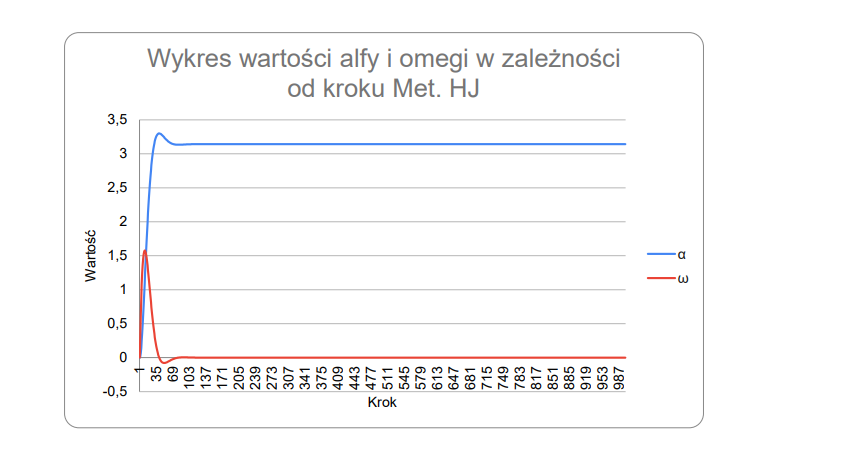 Wykres wartości alfy i omegi w zależności
od kroku Met. HJ
3,5
3
2,5
2
1,5
1
0,5
0
-0,5
Wartość
1 35 69 103 137 171 205 239 273 307 341 375 409 443 477 511 545 579 613 647 681 715 749 783 817 851 885 919 953 987
Krok
α
ω